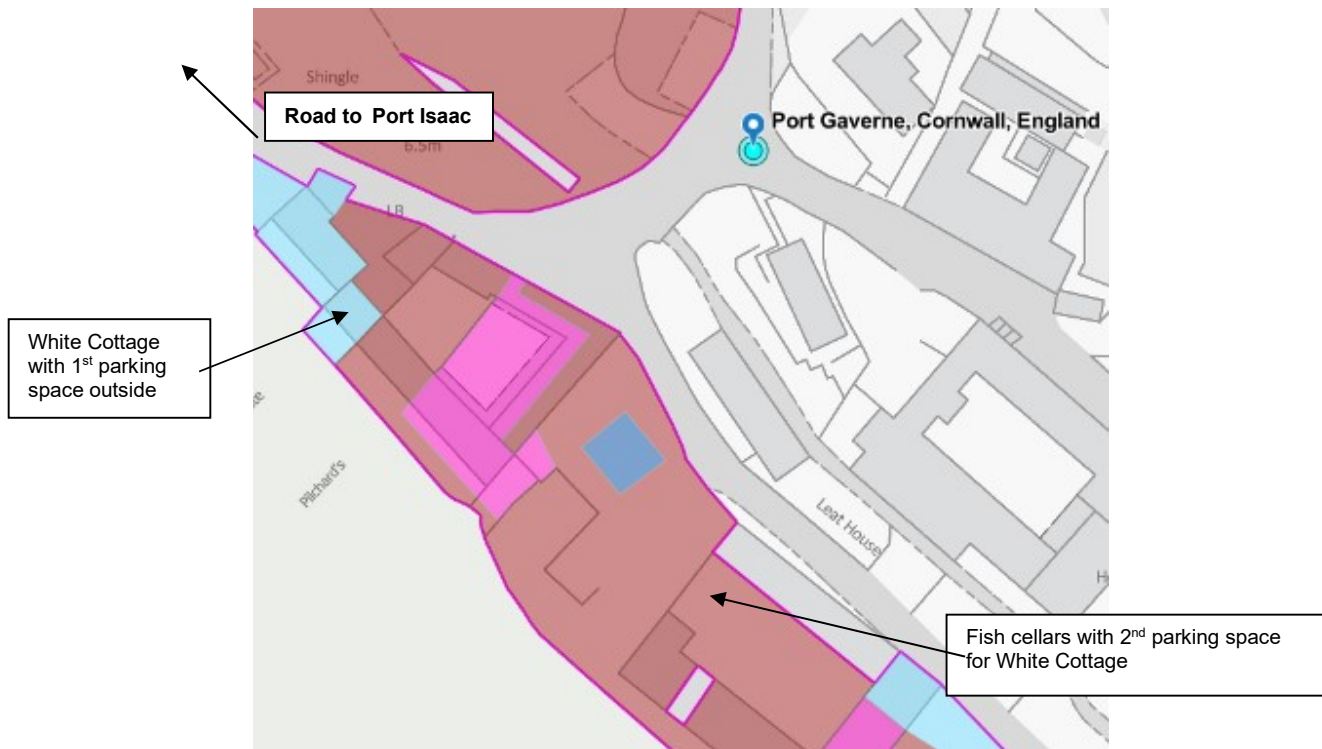 Shingle
Road to Port Isaac
6.5m
Port Gaverne, Cornwall, England
LB
White Cottage
with 1st parking
space outside
Pilchard's
Leat House
Fish cellars with 2nd parking space
for White Cottage